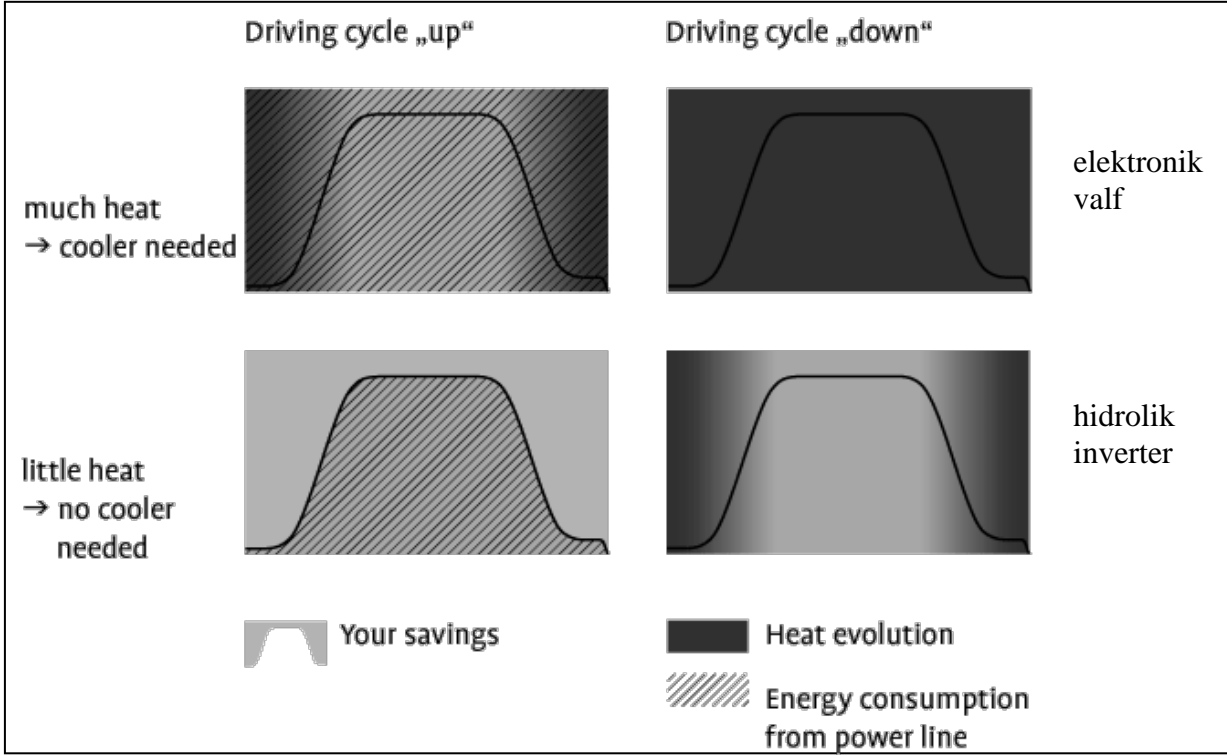 Driving cycle „up“
Driving cycle „down“
much heat
→ cooler needed
elektronik
valf
little heat
→ no cooler
needed
hidrolik
inverter
Your savings
Heat evolution
Energy consumption
from power line